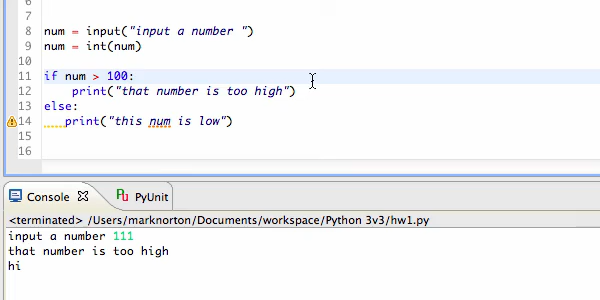 6
7
8 num = input("input a number ")
9 num = int(num)
10
11 if num > 100:
12 print("that number is too high")
13 else:
14 print("this num is low")
15
16
Console PyUnit
<terminated> /Users/marknorton/Documents/workspace/Python 3v3/hw1.py
input a number 111
that number is too high
hi